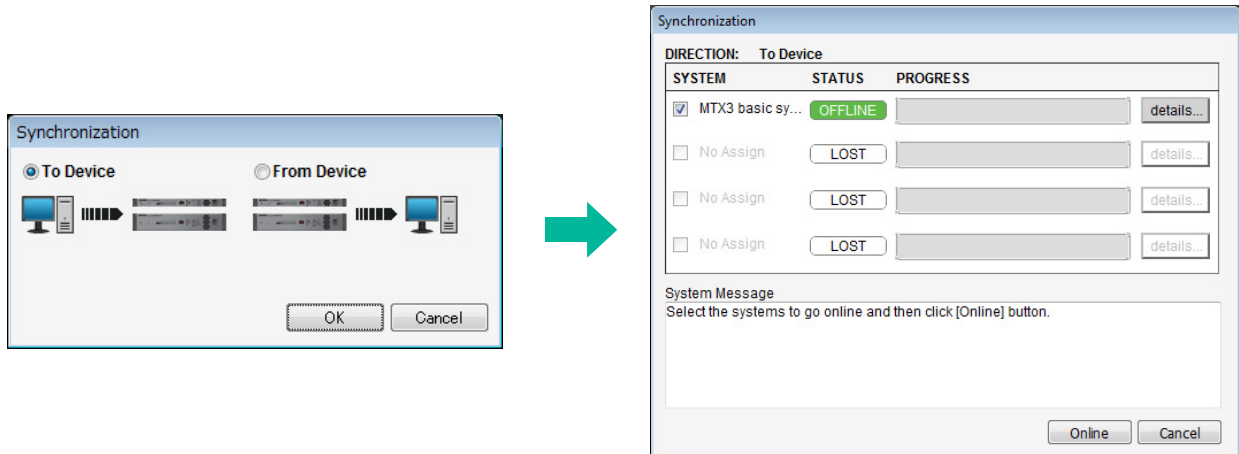 Synchronization
To Device From Device
OK Cancel
Synchronization
DIRECTION: To Device
SYSTEM STATUS PROGRESS
MTX3 basic sy... OFFLINE details...
No Assign LOST details...
No Assign LOST details...
No Assign LOST details...
System Message
Select the systems to go online and then click [Online] button.
Online Cancel